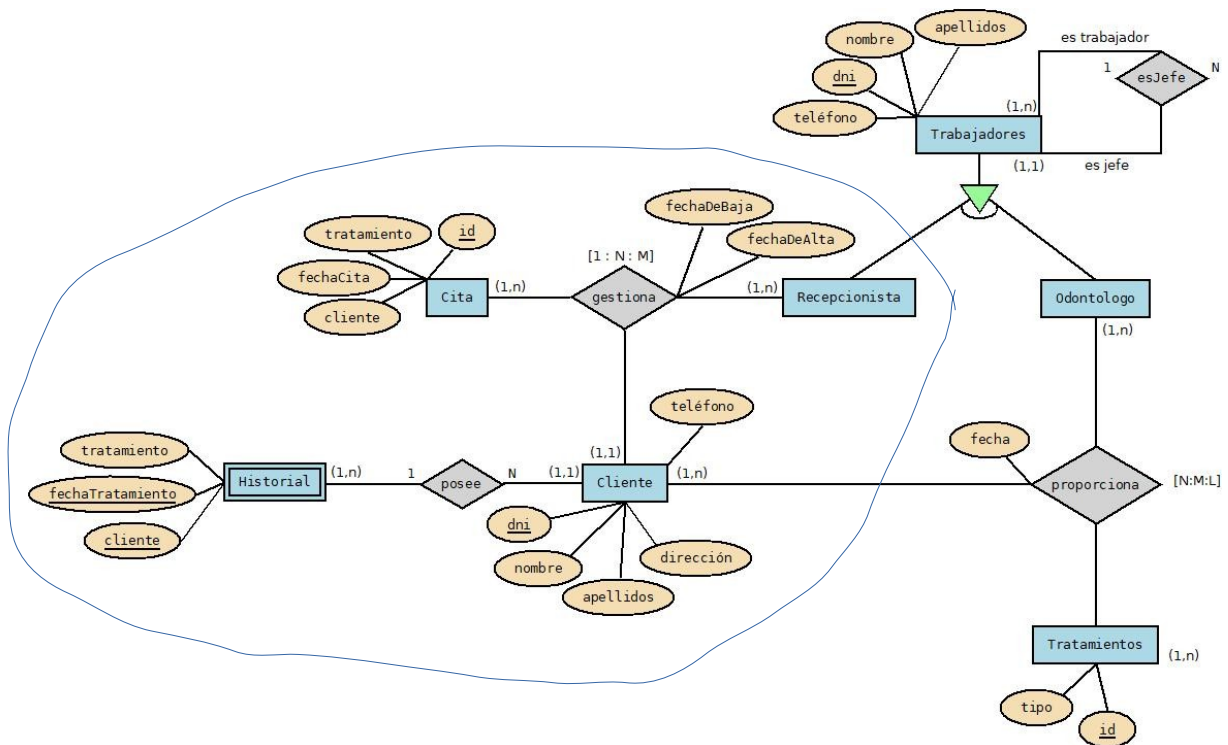 apellidos
es trabajador
nombre
1
esJefe
N
dni
(1,n)
teléfono
Trabajadores
(1,1)
es jefe
fechaDeBaja
tratamiento
id
fechaDeAlta
[1 : N : M]
fechaCita
Cita
(1,n)
gestiona
(1,n)
Recepcionista
Odontologo
cliente
(1,n)
teléfono
fecha
tratamiento
(1,1)
Historial
(1,n)
1
posee
N
(1,1)
Cliente
(1,n)
proporciona
[N:M:L]
fechaTratamiento
dni
cliente
nombre
dirección
apellidos
Tratamientos
(1,n)
tipo
id